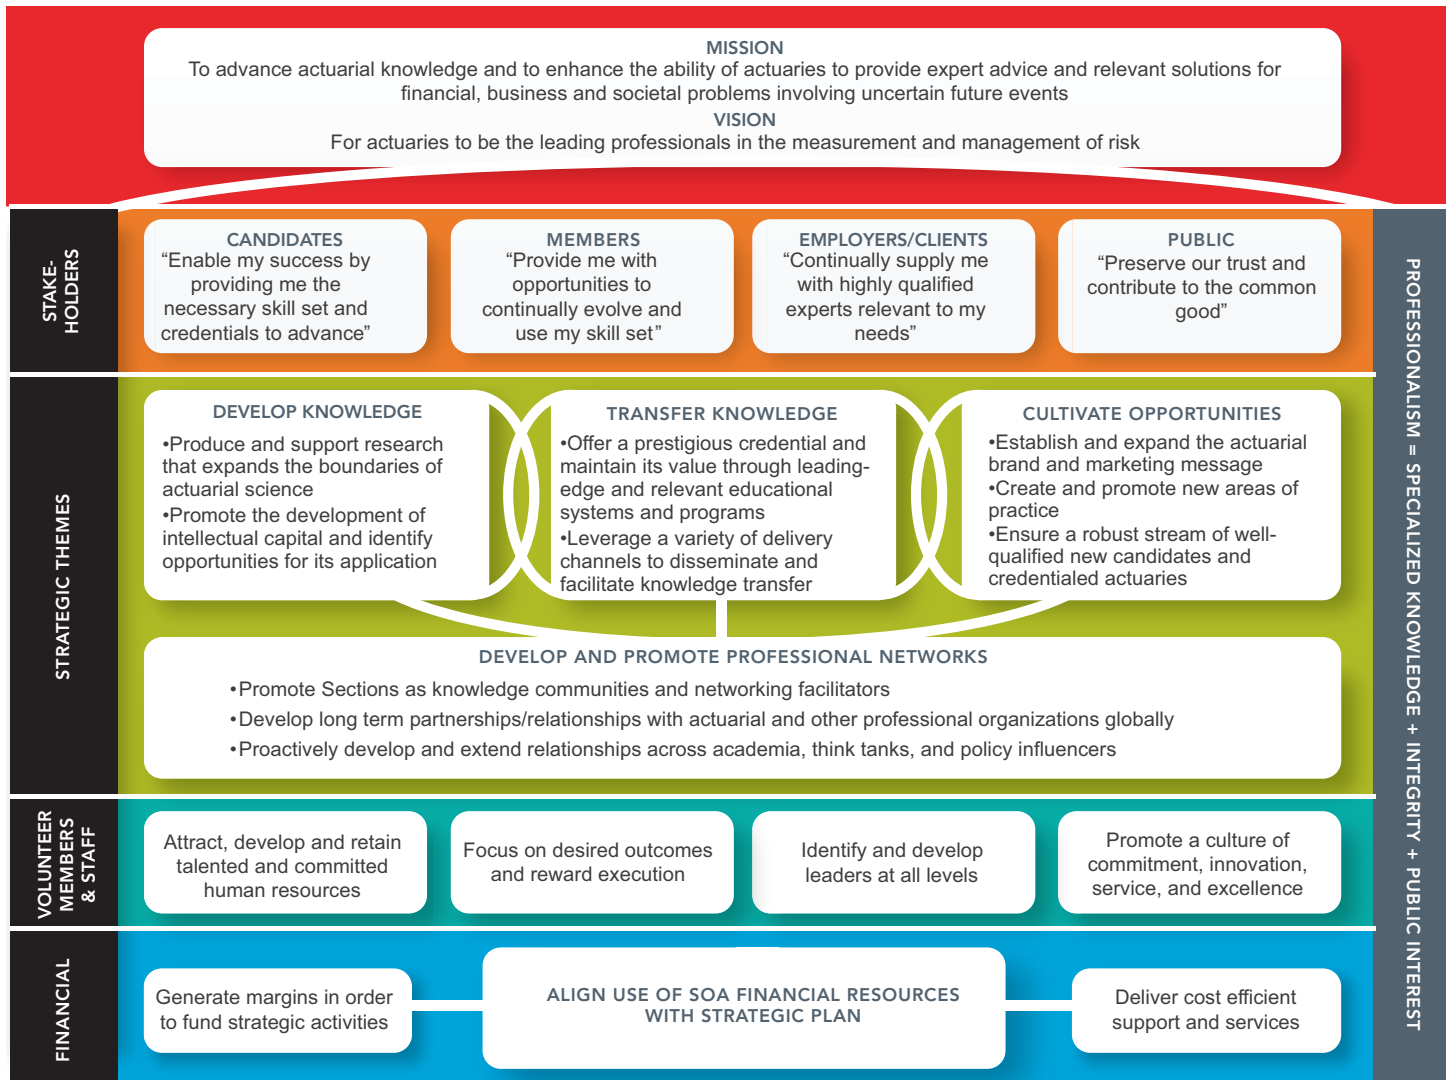 MISSION
To advance actuarial knowledge and to enhance the ability of actuaries to provide expert advice and relevant solutions for
financial, business and societal problems involving uncertain future events
VISION
For actuaries to be the leading professionals in the measurement and management of risk
STAKE-
HOLDERS
CANDIDATES
“Enable my success by
providing me the
necessary skill set and
credentials to advance”
MEMBERS
“Provide me with
opportunities to
continually evolve and
use my skill set”
EMPLOYERS/CLIENTS
“Continually supply me
with highly qualified
experts relevant to my
needs”
PUBLIC
“Preserve our trust and
contribute to the common
good”
STRATEGIC THEMES
DEVELOP KNOWLEDGE
•Produce and support research
that expands the boundaries of
actuarial science
•Promote the development of
intellectual capital and identify
opportunities for its application
TRANSFER KNOWLEDGE
•Offer a prestigious credential and
maintain its value through leading-
edge and relevant educational
systems and programs
•Leverage a variety of delivery
channels to disseminate and
facilitate knowledge transfer
CULTIVATE OPPORTUNITIES
•Establish and expand the actuarial
brand and marketing message
•Create and promote new areas of
practice
•Ensure a robust stream of well-
qualified new candidates and
credentialed actuaries
DEVELOP AND PROMOTE PROFESSIONAL NETWORKS
•Promote Sections as knowledge communities and networking facilitators
•Develop long term partnerships/relationships with actuarial and other professional organizations globally
•Proactively develop and extend relationships across academia, think tanks, and policy influencers
VOLUNTEER
MEMBERS
& STAFF
Attract, develop and retain
talented and committed
human resources
Focus on desired outcomes
and reward execution
Identify and develop
leaders at all levels
Promote a culture of
commitment, innovation,
service, and excellence
FINANCIAL
Generate margins in order
to fund strategic activities
ALIGN USE OF SOA FINANCIAL RESOURCES
WITH STRATEGIC PLAN
Deliver cost efficient
support and services
PROFESSIONALISM = SPECIALIZED KNOWLEDGE + INTEGRITY + PUBLIC INTEREST